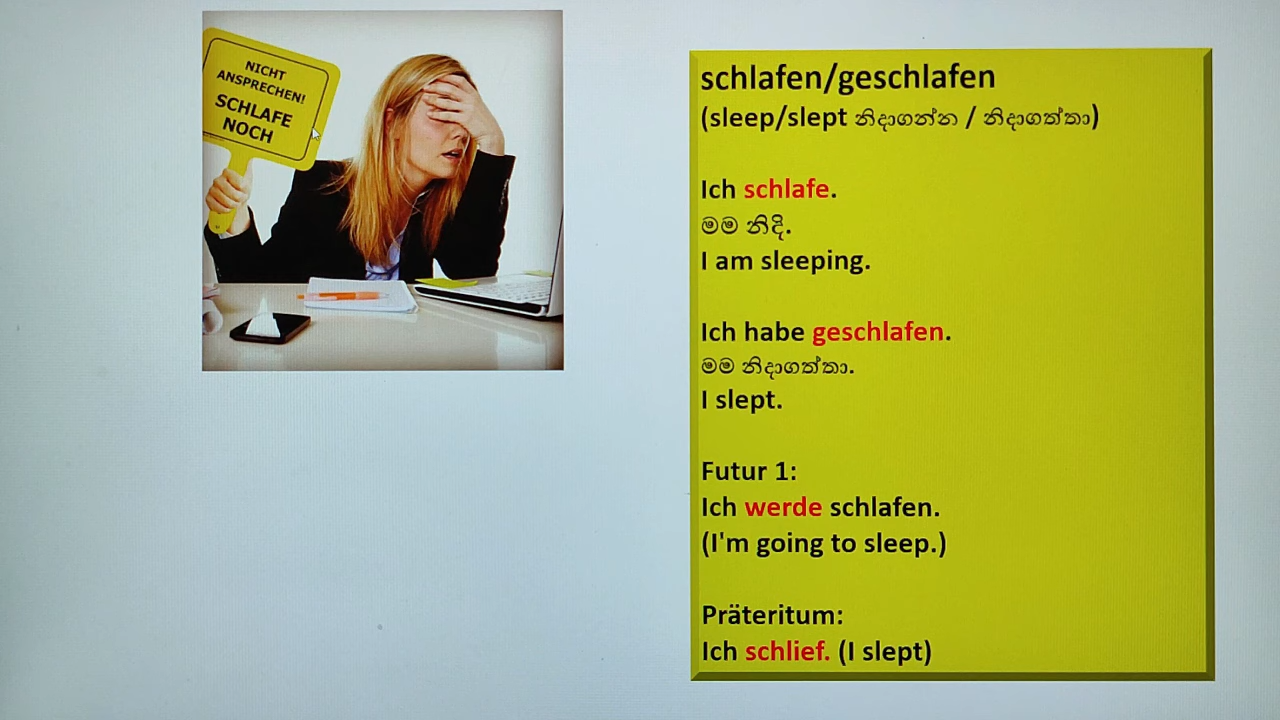 NICHT
ANSPRECHEN!
SCHLAFE
NOCH
schlafen/geschlafen
(sleep/slept නිදාගන්න / නිදාගත්තා)
Ich schlafe.
මම නිදි.
I am sleeping.
Ich habe geschlafen.
මම නිදාගත්තා.
I slept.
Futur 1:
Ich werde schlafen.
(I'm going to sleep.)
Präteritum:
Ich schlief. (I slept)